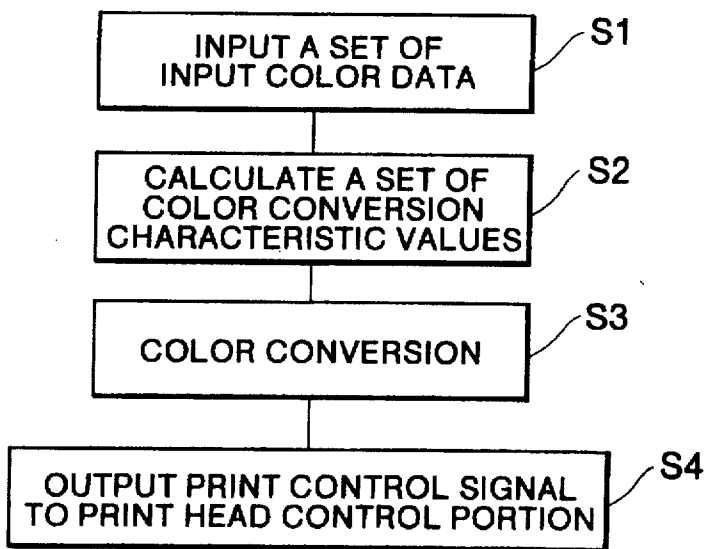 INPUT A SET OF
INPUT COLOR DATA
S1
CALCULATE A SET OF
COLOR CONVERSION
CHARACTERISTIC VALUES
S2
COLOR CONVERSION
S3
OUTPUT PRINT CONTROL SIGNAL
TO PRINT HEAD CONTROL PORTION
S4